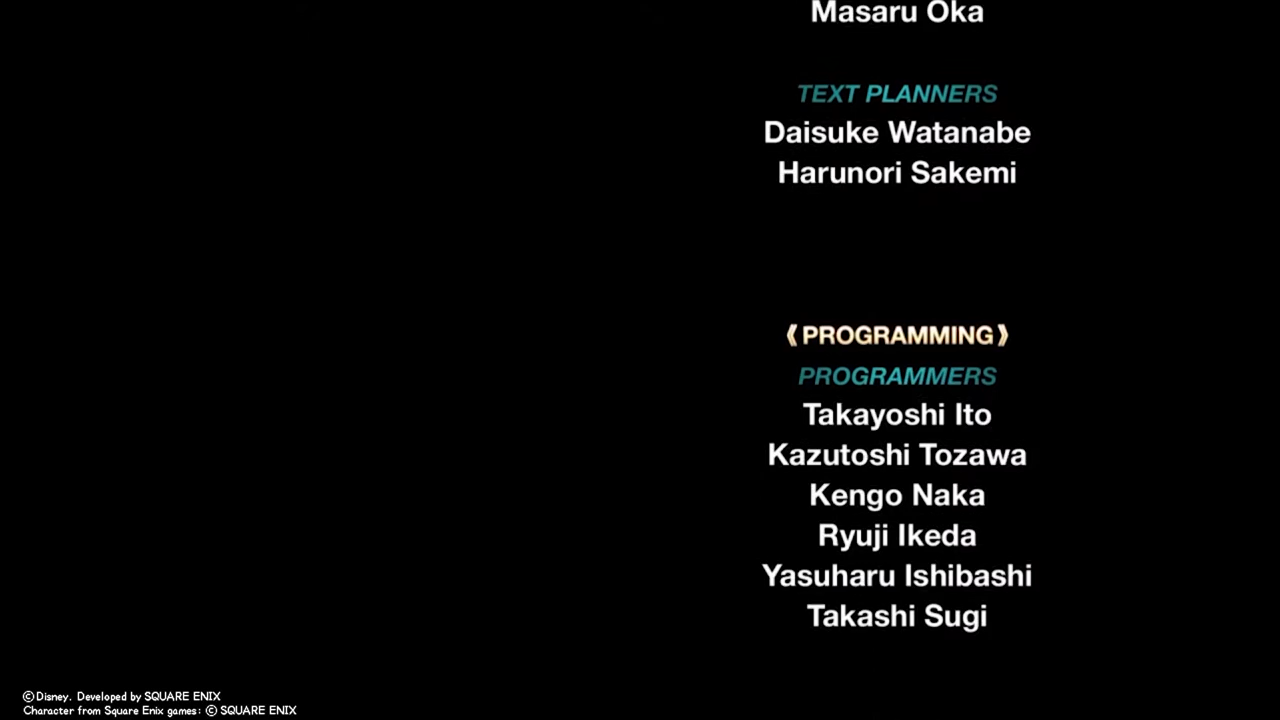 Masaru Oka
TEXT PLANNERS
Daisuke Watanabe
Harunori Sakemi
《PROGRAMMING》
PROGRAMMERS
Takayoshi Ito
Kazutoshi Tozawa
Kengo Naka
Ryuji Ikeda
Yasuharu Ishibashi
Takashi Sugi
©Disney. Developed by SQUARE ENIX
Character from Square Enix games: © SQUARE ENIX